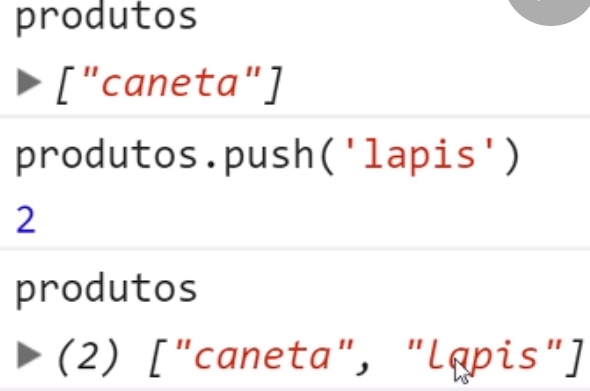 produtos
["caneta"]
produtos.push('lapis')
2
produtos
(2) ["caneta", "lapis"]